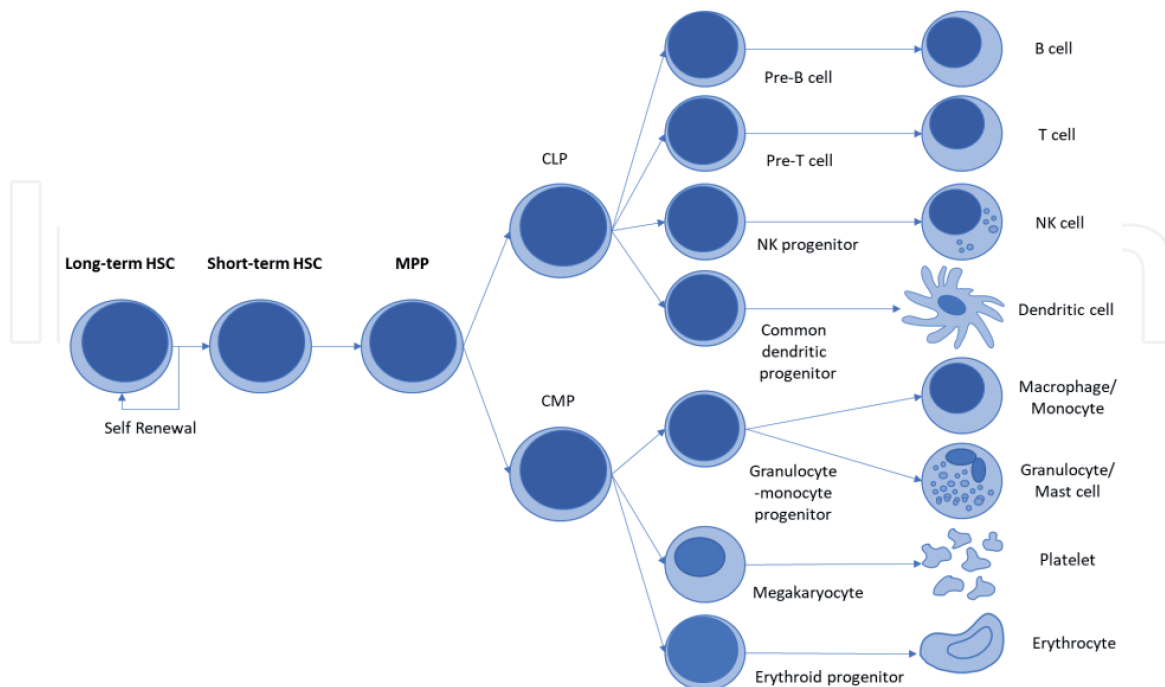 B cell
Pre-B cell
T cell
CLP
Pre-T cell
NK cell
NK progenitor
Long-term HSC
Short-term HSC
MPP
Dendritic cell
Common
dendritic
progenitor
Macrophage/
Monocyte
CMP
Self Renewal
Granulocyte
-monocyte
progenitor
Granulocyte/
Mast cell
Platelet
Megakaryocyte
Erythrocyte
Erythroid progenitor